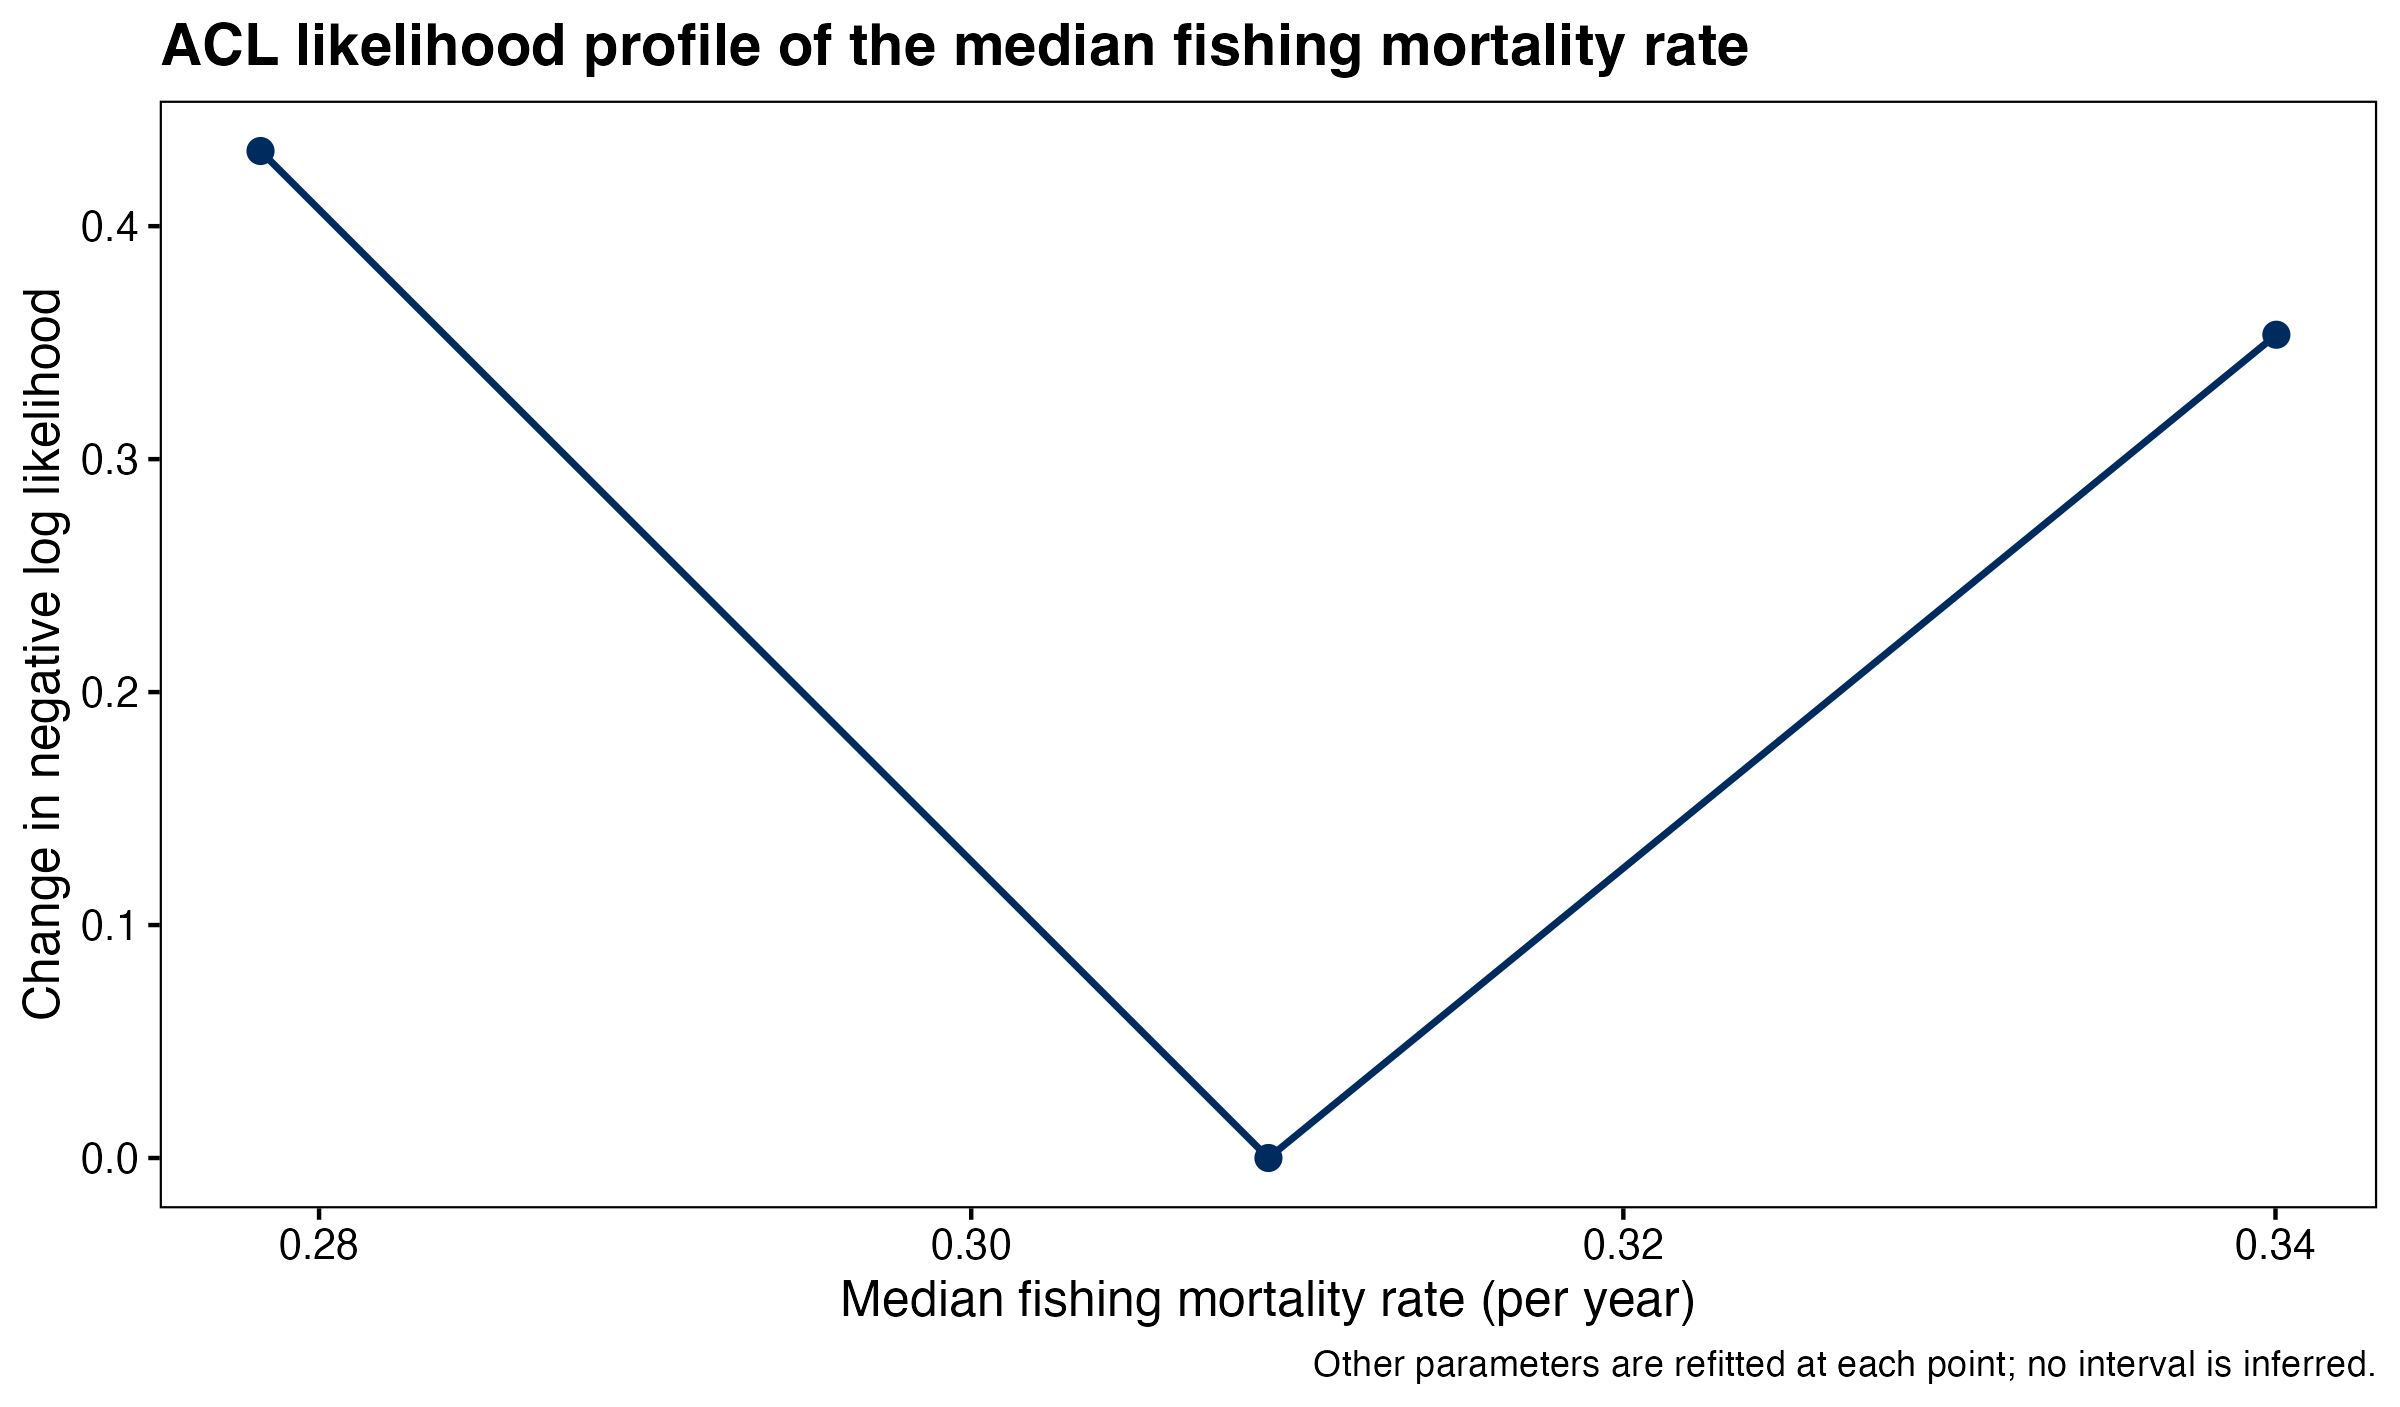 ACL likelihood profile of the median fishing mortality rate
Change in negative log likelihood
0.4
0.3
0.2
0.1
0.0
0.28
0.30
0.32
0.34
Median fishing mortality rate (per year)
Other parameters are refitted at each point; no interval is inferred.